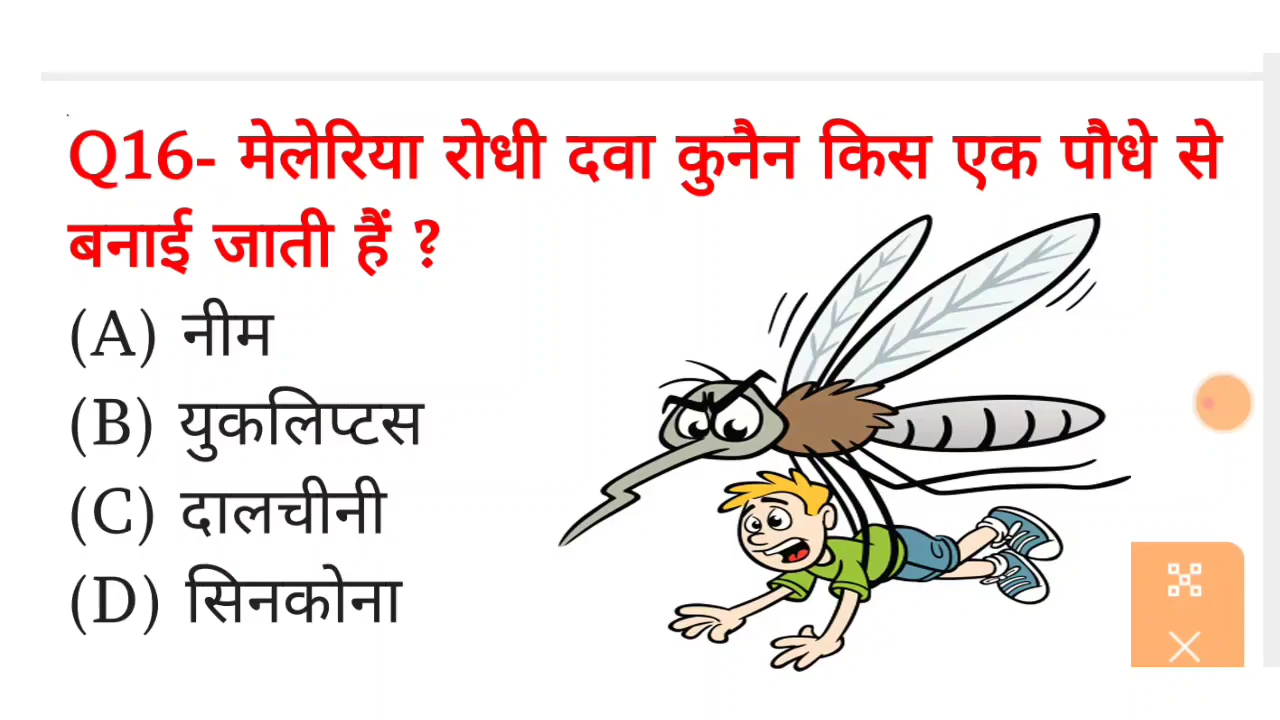 Q16- मेलेरिया रोधी दवा कुनैन किस एक पौधे से
बनाई जाती हैं ?
(A) नीम
(B) युकलिप्टस
(C) दालचीनी
(D) सिनकोना